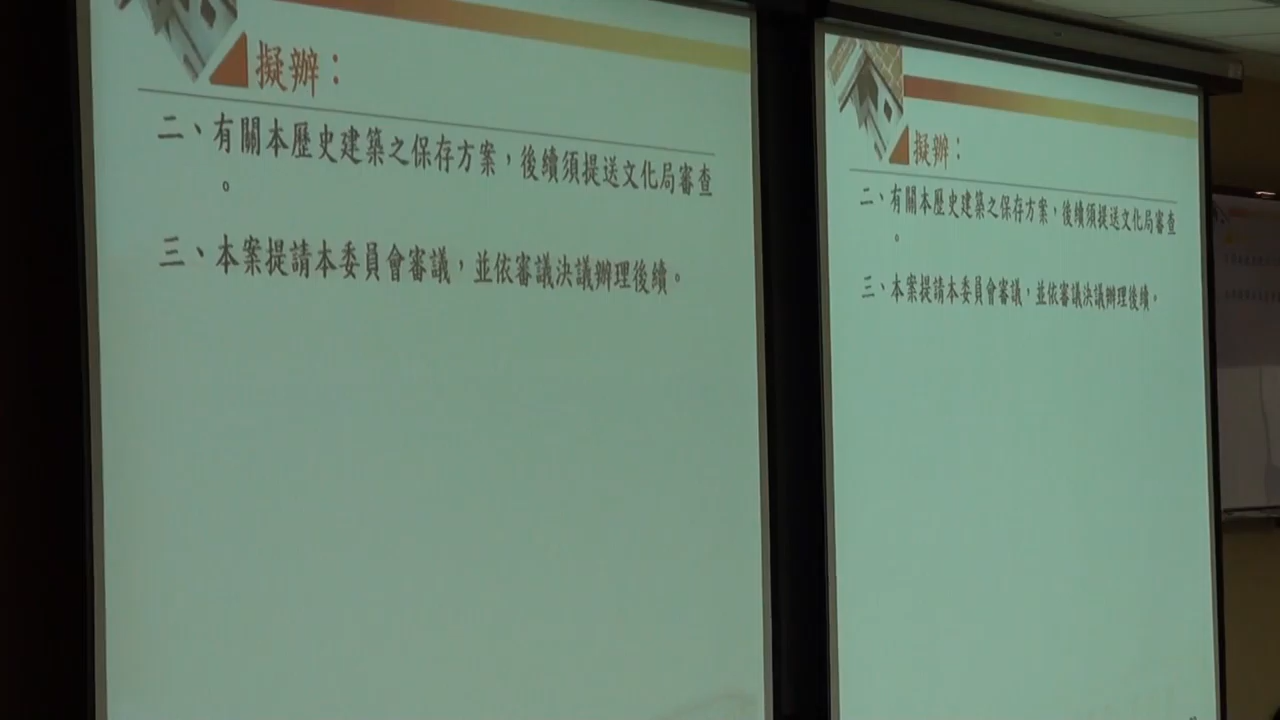 擬辦：
二、有關本歷史建築之保存方案，後續須提送文化局審查
。
三、本案提請本委員會審議，並依審議決議辦理後續。
擬辦：
二、有關本歷史建築之保存方案，後續須提送文化局審查
。
三、本案提請本委員會審議，並依審議決議辦理後續。